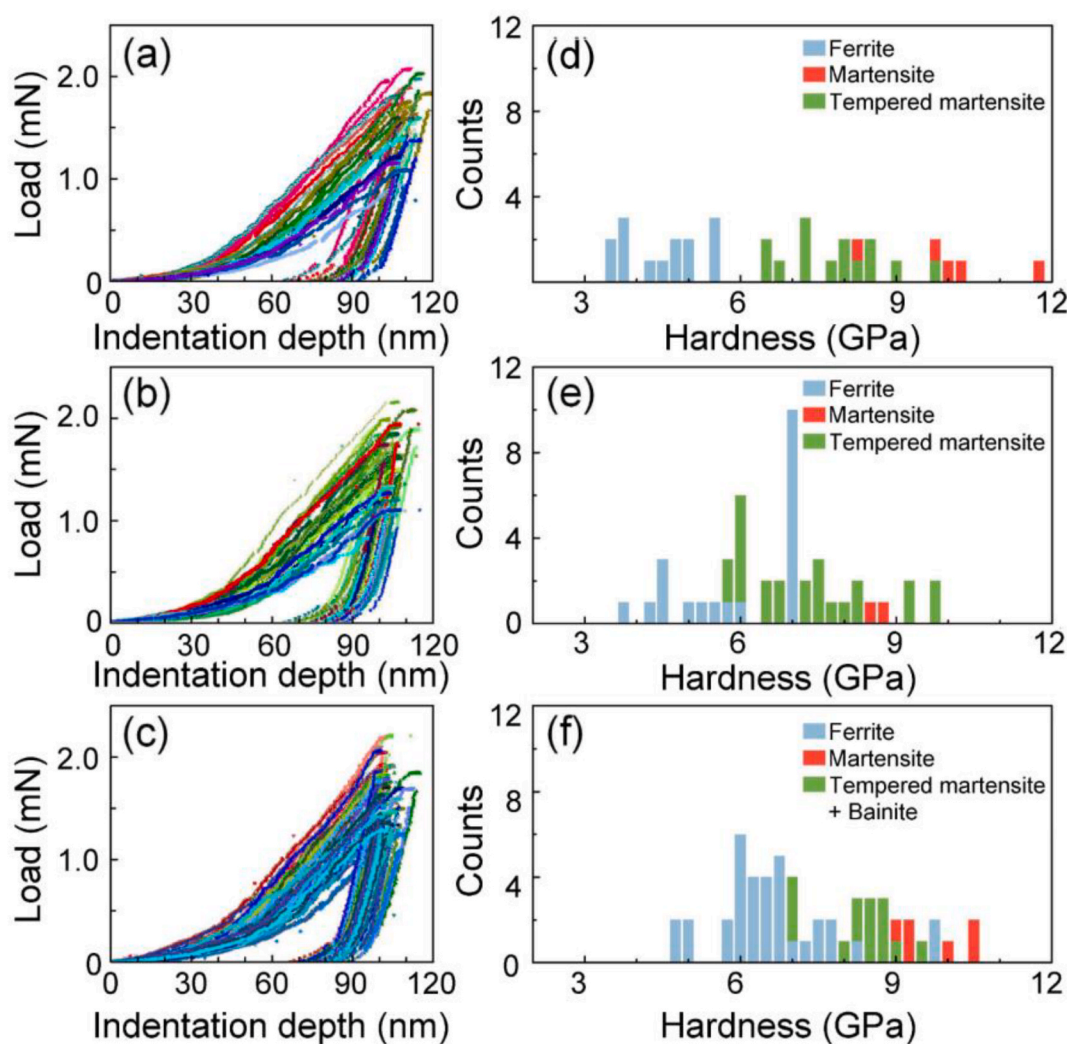 (a)
2.0
1.0
0
Load (mN)
0 30 60 90 120
Indentation depth (nm)
(d)
12
8
4
0
Counts
Ferrite
Martensite
Tempered martensite
3 6 9 12
Hardness (GPa)
(b)
2.0
1.0
0
Load (mN)
0 30 60 90 120
Indentation depth (nm)
(e)
12
8
4
0
Counts
Ferrite
Martensite
Tempered martensite
3 6 9 12
Hardness (GPa)
(c)
2.0
1.0
0
Load (mN)
0 30 60 90 120
Indentation depth (nm)
(f)
12
8
4
0
Counts
Ferrite
Martensite
Tempered martensite
+ Bainite
3 6 9 12
Hardness (GPa)